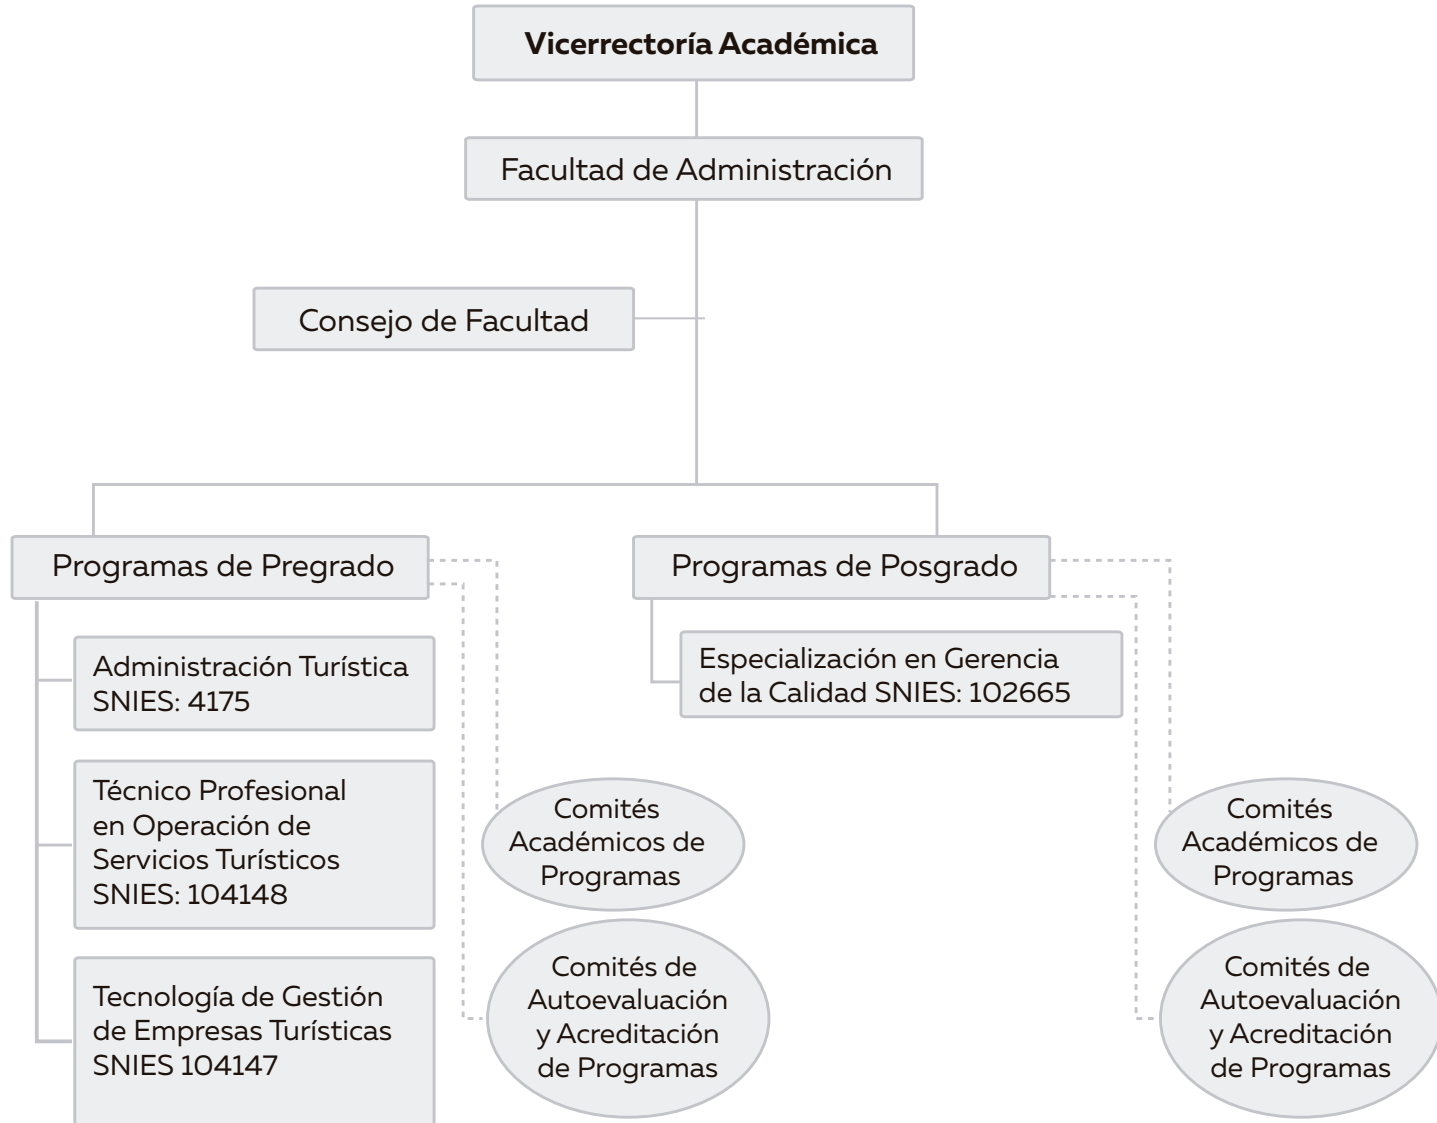 Vicerrectoría Académica
Facultad de Administración
Consejo de Facultad
Programas de Pregrado
Administración Turística
SNIES: 4175
Técnico Profesional
en Operación de
Servicios Turísticos
SNIES: 104148
Tecnología de Gestión
de Empresas Turísticas
SNIES 104147
Comités
Académicos de
Programas
Comités de
Autoevaluación
y Acreditación
de Programas
Programas de Posgrado
Especialización en Gerencia
de la Calidad SNIES: 102665
Comités
Académicos de
Programas
Comités de
Autoevaluación
y Acreditación
de Programas